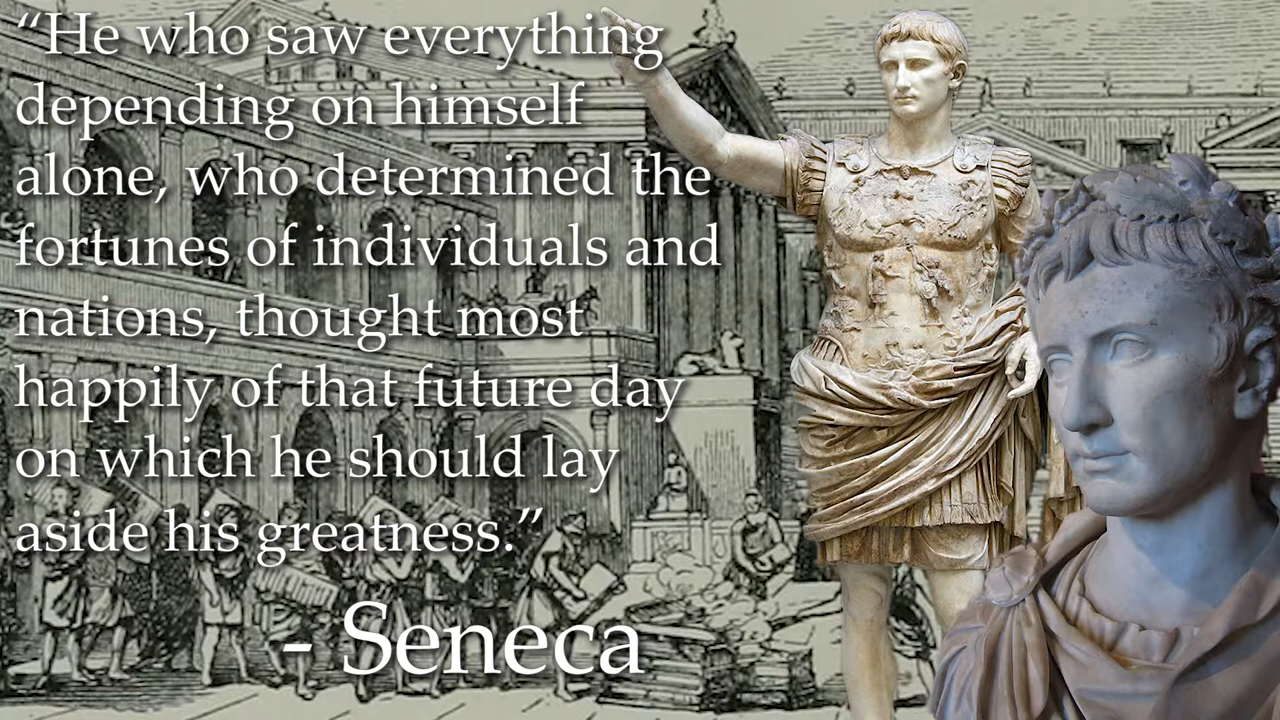 “He who saw everything
depending on himself
alone, who determined the
fortunes of individuals and
nations, thought most
happily of that future day
on which he should lay
aside his greatness.”
- Seneca